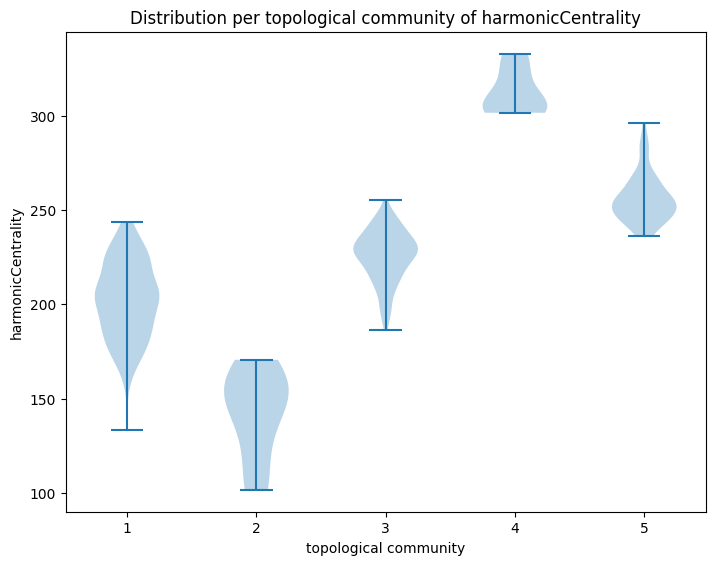 Distribution per topological community of harmonicCentrality
harmonicCentrality
300
250
200
150
100
1 2 3 4 5
topological community